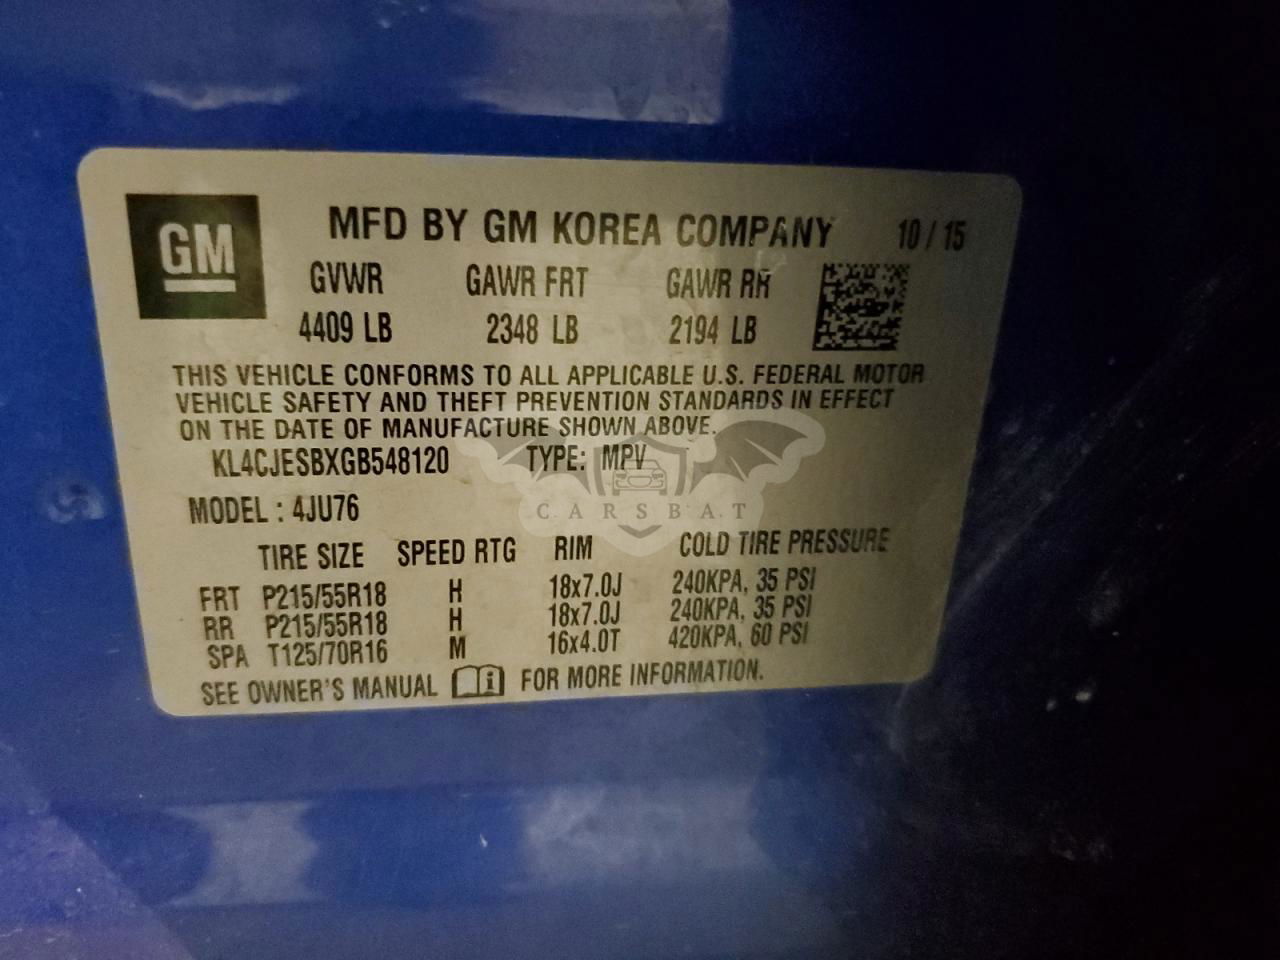 GM
MFD BY GM KOREA COMPANY 10 / 15
GVWR GAWR FRT GAWR RR
4409 LB 2348 LB 2194 LB
THIS VEHICLE CONFORMS TO ALL APPLICABLE U.S. FEDERAL MOTOR
VEHICLE SAFETY AND THEFT PREVENTION STANDARDS IN EFFECT
ON THE DATE OF MANUFACTURE SHOWN ABOVE.
KL4CJESBXGB548120 TYPE: MPV
CARSBAT
MODEL : 4JU76
TIRE SIZE SPEED RTG RIM COLD TIRE PRESSURE
FRT P215/55R18 H 18x7.0J 240KPA, 35 PSI
RR P215/55R18 H 18x7.0J 240KPA, 35 PSI
SPA T125/70R16 M 16x4.0T 420KPA, 60 PSI
SEE OWNER'S MANUAL i FOR MORE INFORMATION.